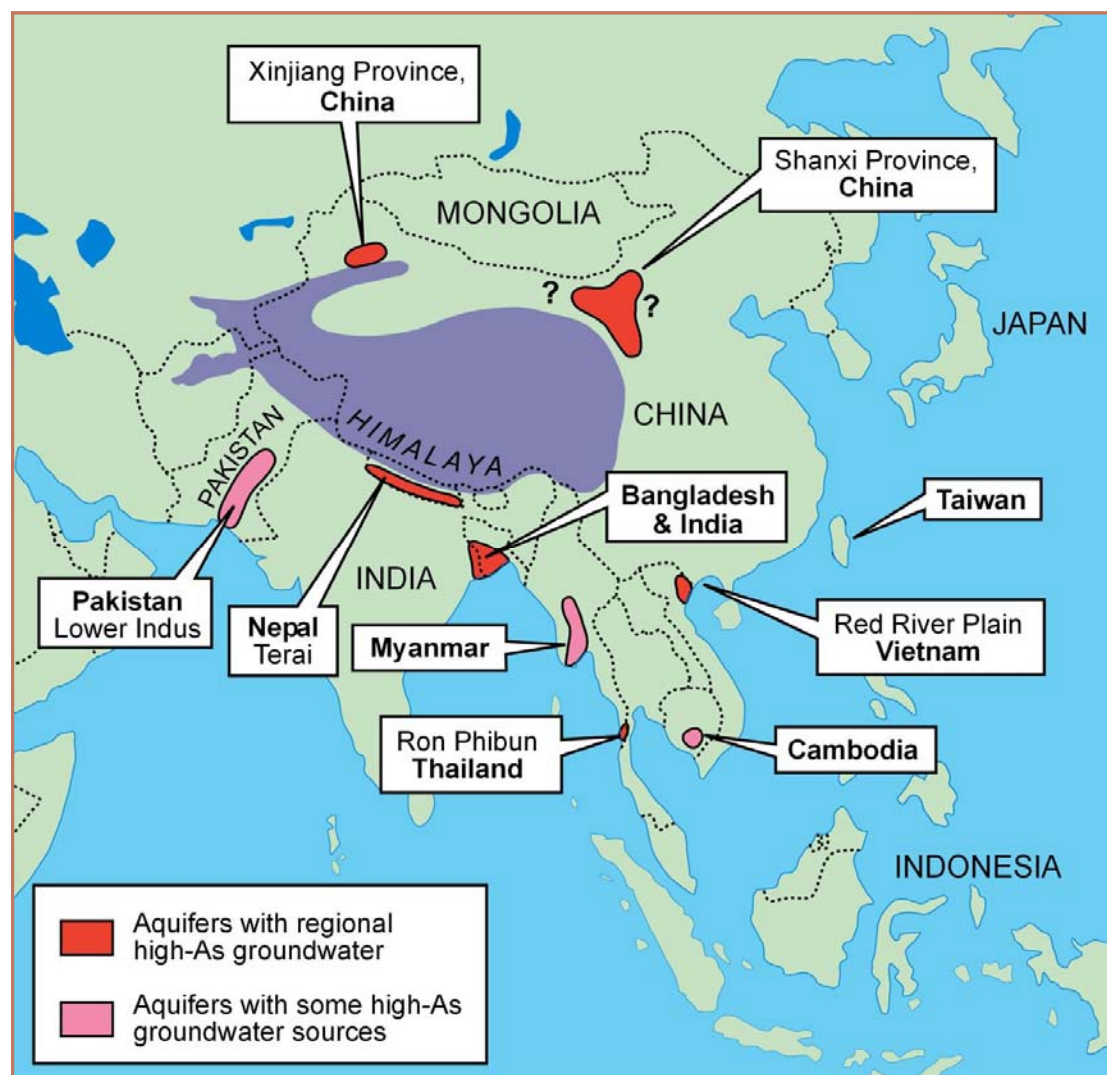 Xinjiang Province,
China
Shanxi Province,
China
MONGOLIA
?
?
JAPAN
CHINA
HIMALAYA
PAKISTAN
Bangladesh
& India
Taiwan
INDIA
Pakistan
Lower Indus
Nepal
Terai
Myanmar
Red River Plain
Vietnam
Ron Phibun
Thailand
Cambodia
INDONESIA
Aquifers with regional
high-As groundwater
Aquifers with some high-As
groundwater sources